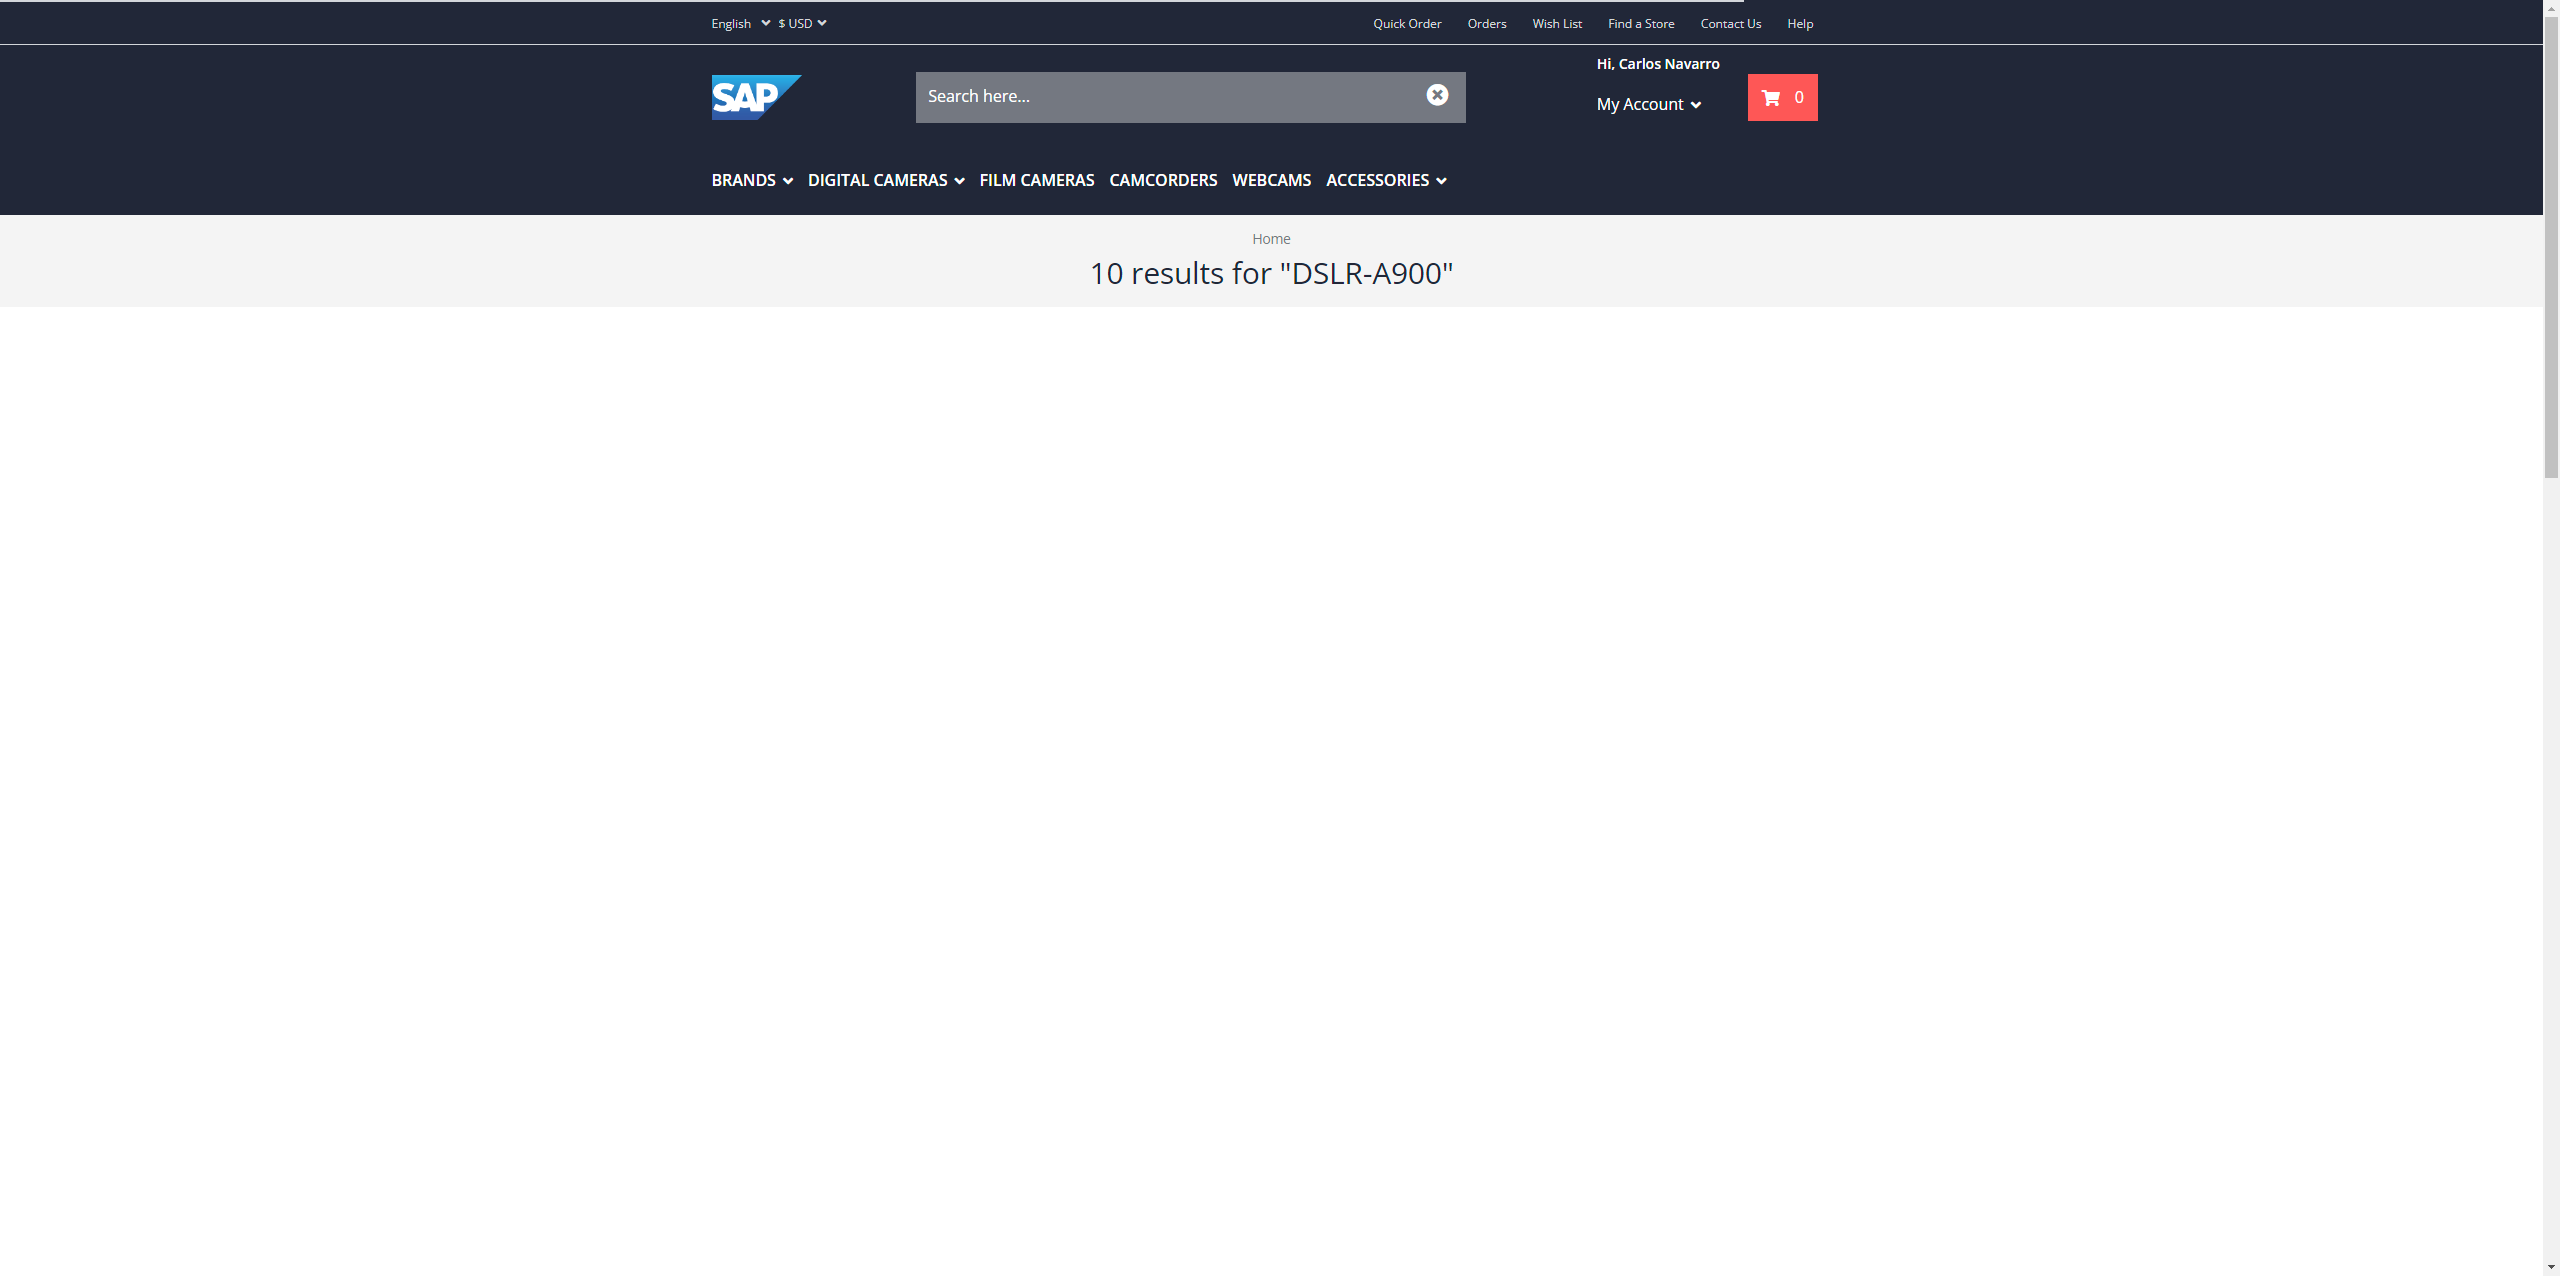 English $ USD Quick Order Orders Wish List Find a Store Contact Us Help
Hi, Carlos Navarro
SAP Search here... My Account 0
BRANDS DIGITAL CAMERAS FILM CAMERAS CAMCORDERS WEBCAMS ACCESSORIES
Home
10 results for "DSLR-A900"